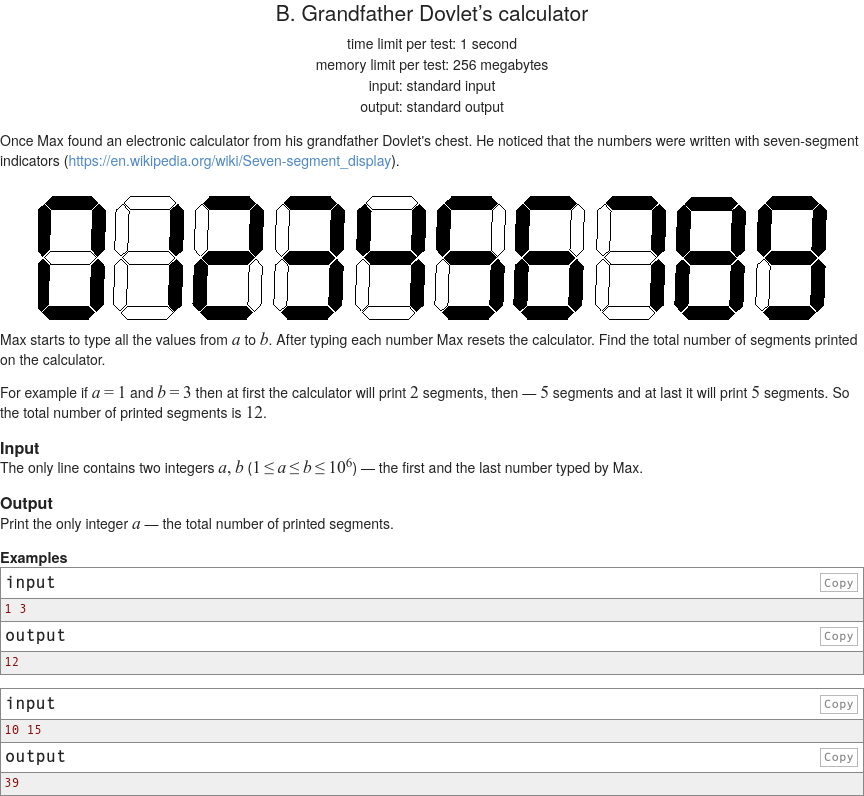 B. Grandfather Dovlet’s calculator
time limit per test: 1 second
memory limit per test: 256 megabytes
input: standard input
output: standard output
Once Max found an electronic calculator from his grandfather Dovlet's chest. He noticed that the numbers were written with seven-segment
indicators (https://en.wikipedia.org/wiki/Seven-segment_display).
0123456789
Max starts to type all the values from a to b. After typing each number Max resets the calculator. Find the total number of segments printed
on the calculator.
For example if a = 1 and b = 3 then at first the calculator will print 2 segments, then — 5 segments and at last it will print 5 segments. So
the total number of printed segments is 12.
Input
The only line contains two integers a, b (1 ≤ a ≤ b ≤ 10⁶) — the first and the last number typed by Max.
Output
Print the only integer a — the total number of printed segments.
Examples
input
Copy
1 3
output
Copy
12
input
Copy
10 15
output
Copy
39